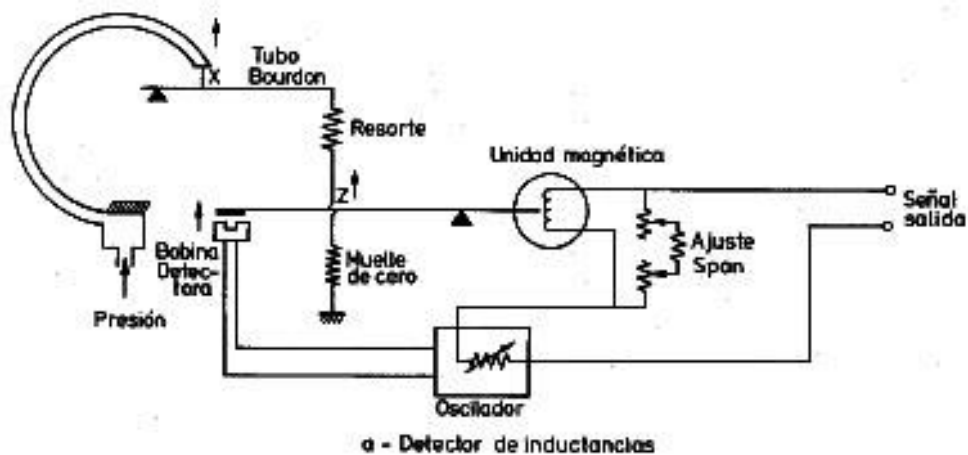 X
Tubo
Bourdon
Resorte
Unidad magnética
Z
Señal
salida
Bobina
Detec-
tora
Muelle
de cero
Ajuste
Span
Presión
Oscilador
a - Detector de inductancias